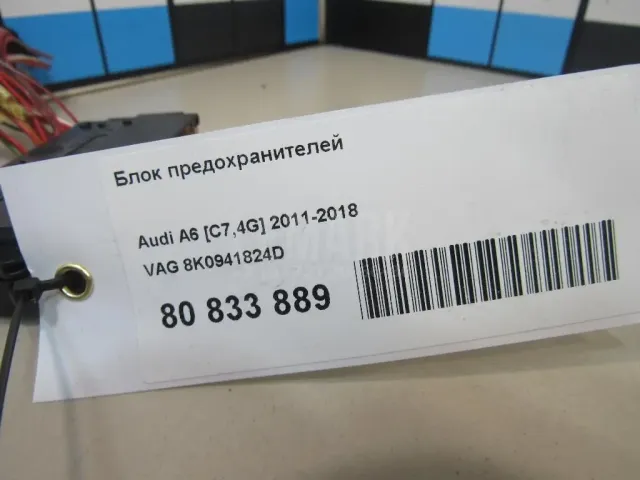 Блок предохранителей
Audi A6 [C7,4G] 2011-2018
VAG 8K0941824D
80 833 889